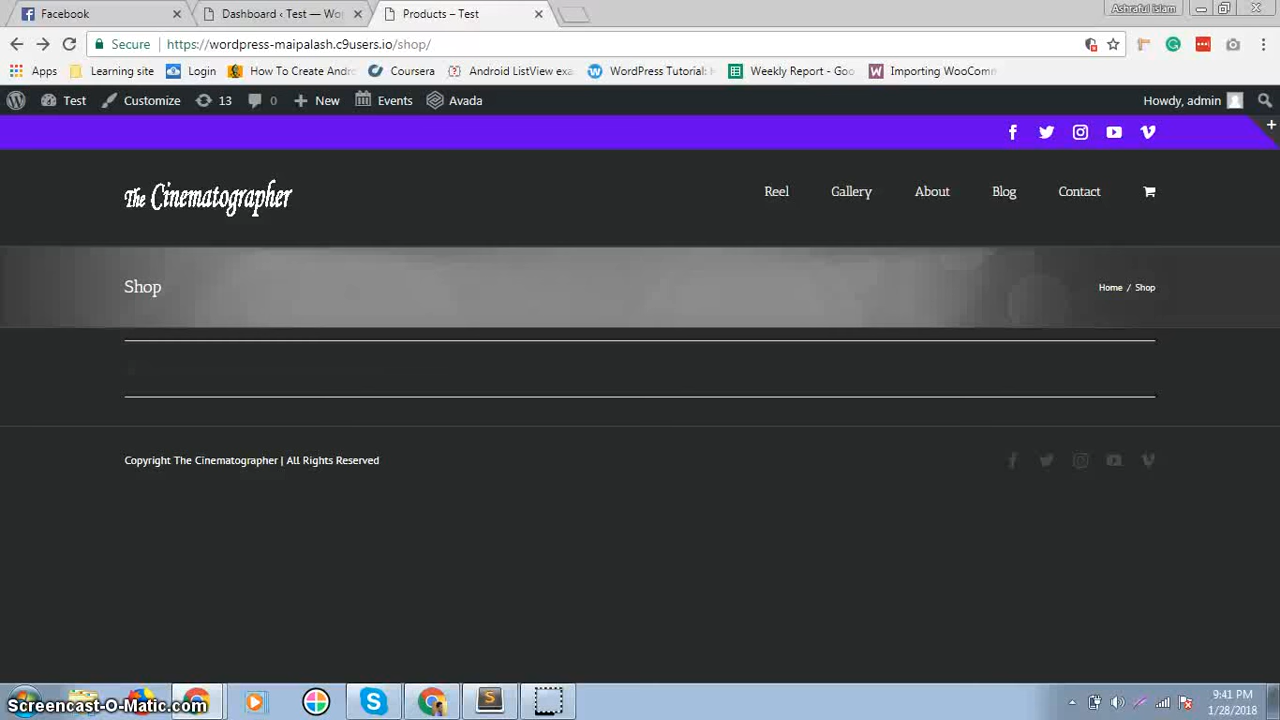 Facebook
Dashboard ‹ Test — Wo
Products – Test
Ashraful islam
Secure
https://wordpress-maipalash.c9users.io/shop/
Apps
Learning site
Login
How To Create Andr
Coursera
Android ListView exa
WordPress Tutorial:
Weekly Report - Goo
Importing WooComm
Test
Customize
13
0
New
Events
Avada
Howdy, admin
The Cinematographer
Reel
Gallery
About
Blog
Contact
Shop
Home / Shop
Copyright The Cinematographer | All Rights Reserved
Screencast-O-Matic.com
9:41 PM
1/28/2018